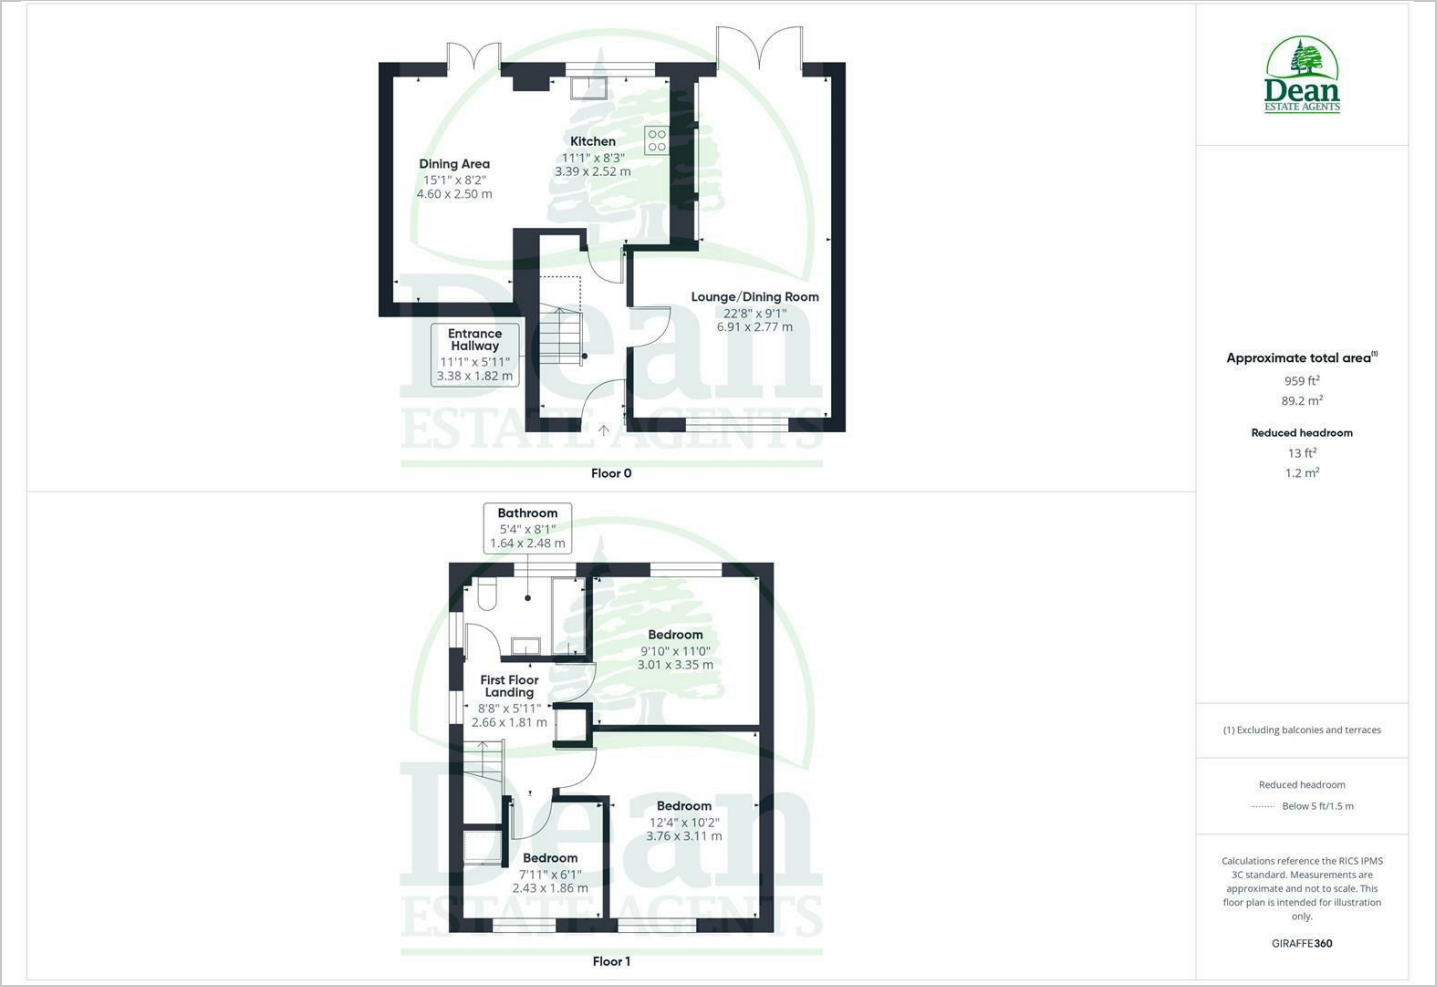 Dean
ESTATE AGENTS
Dining Area
15'1" x 8'2"
4.60 x 2.50 m
Kitchen
11'1" x 8'3"
3.39 x 2.52 m
Lounge/Dining Room
22'8" x 9'1"
6.91 x 2.77 m
Entrance
Hallway
11'1" x 5'11"
3.38 x 1.82 m
Dean
ESTATE AGENTS
Floor 0
Bathroom
5'4" x 8'1"
1.64 x 2.48 m
Bedroom
9'10" x 11'0"
3.01 x 3.35 m
First Floor
Landing
8'8" x 5'11"
2.66 x 1.81 m
Bedroom
12'4" x 10'2"
3.76 x 3.11 m
Bedroom
7'11" x 6'1"
2.43 x 1.86 m
Dean
ESTATE AGENTS
Floor 1
Approximate total area(1)
959 ft²
89.2 m²
Reduced headroom
13 ft²
1.2 m²
(1) Excluding balconies and terraces
Reduced headroom
Below 5 ft/1.5 m
Calculations reference the RICS IPMS
3C standard. Measurements are
approximate and not to scale. This
floor plan is intended for illustration
only.
GIRAFFE360